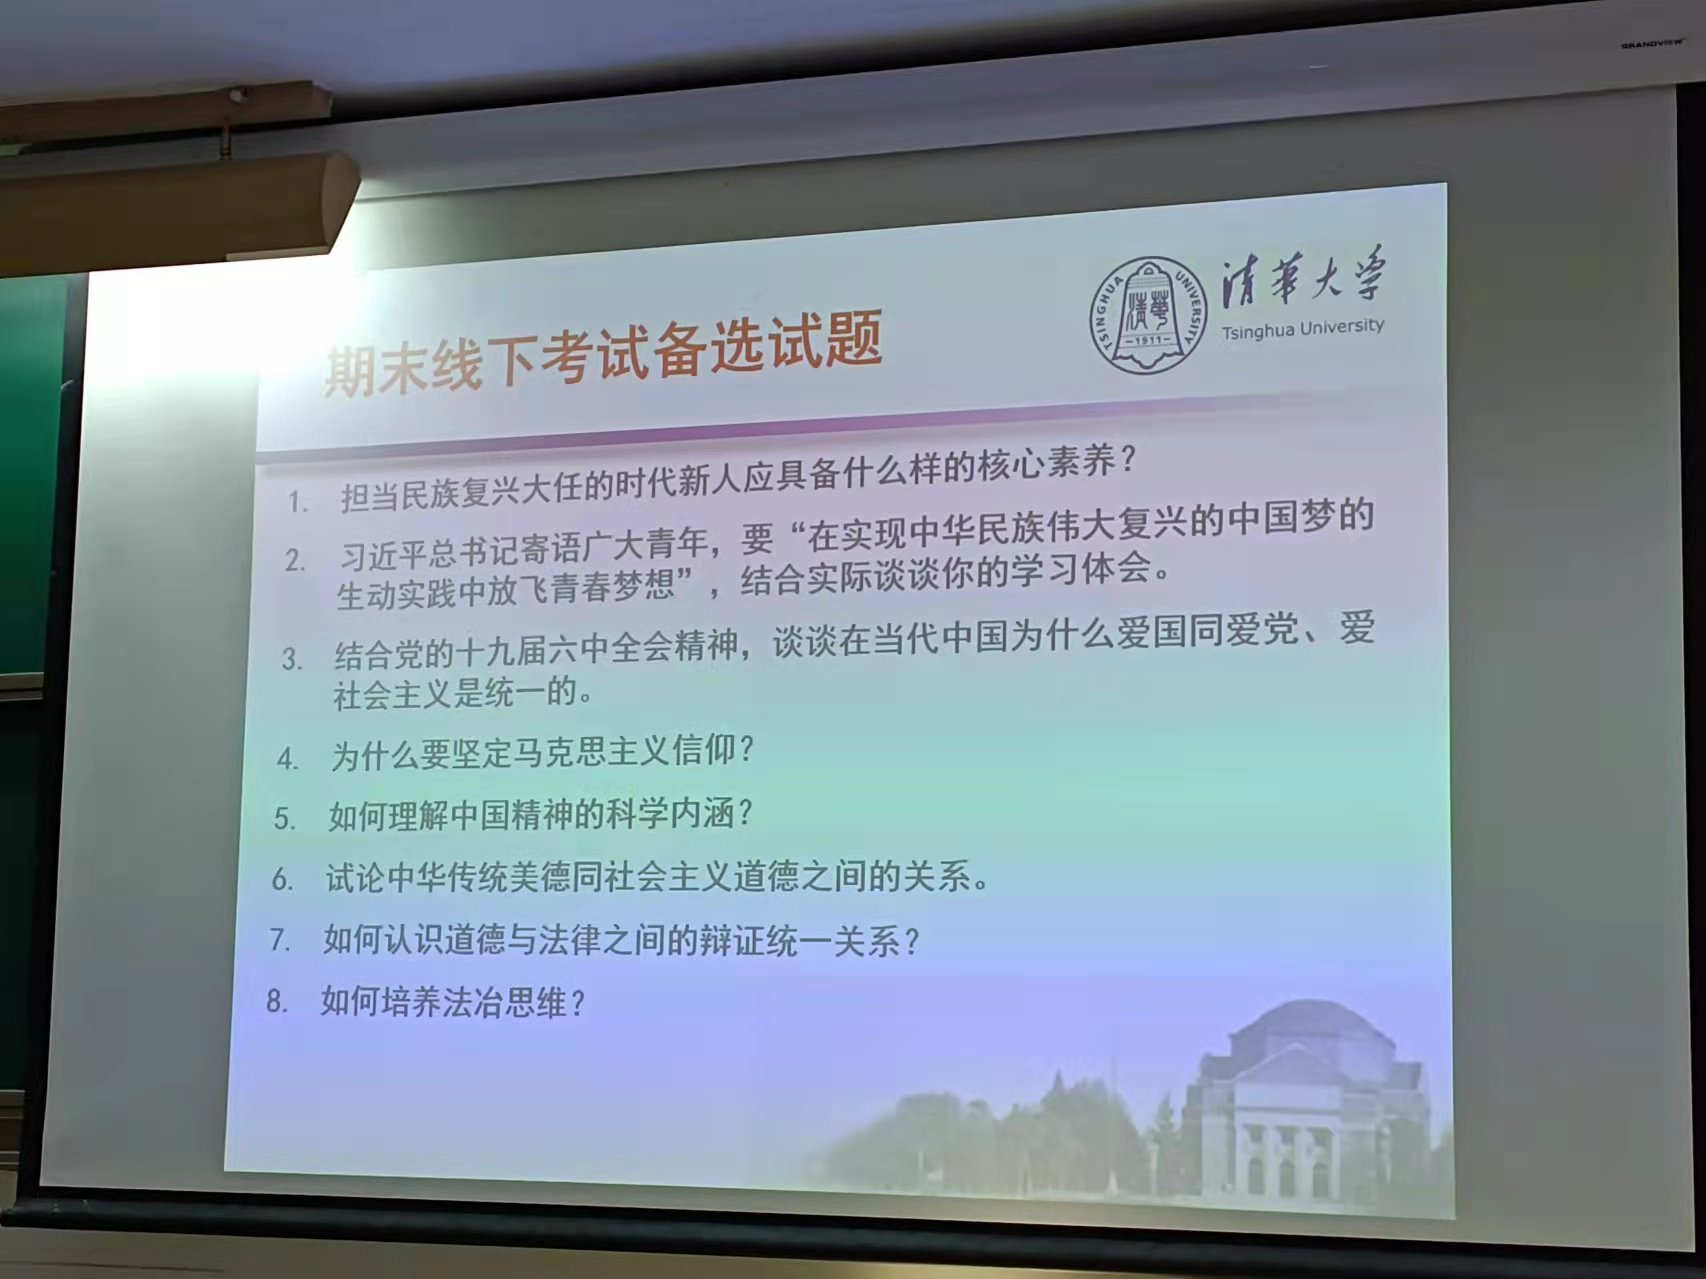 GRANDVIEW
清华大学
Tsinghua University
TSINGHUA UNIVERSITY
清华
-1911-
期末线下考试备选试题
1. 担当民族复兴大任的时代新人应具备什么样的核心素养？
2. 习近平总书记寄语广大青年，要“在实现中华民族伟大复兴的中国梦的
生动实践中放飞青春梦想”，结合实际谈谈你的学习体会。
3. 结合党的十九届六中全会精神，谈谈在当代中国为什么爱国同爱党、爱
社会主义是统一的。
4. 为什么要坚定马克思主义信仰？
5. 如何理解中国精神的科学内涵？
6. 试论中华传统美德同社会主义道德之间的关系。
7. 如何认识道德与法律之间的辩证统一关系？
8. 如何培养法冶思维？